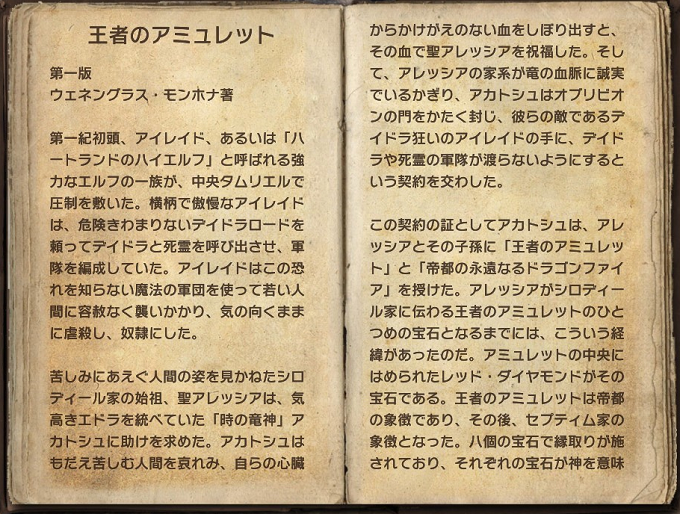 王者のアミュレット
第一版
ウェネングラス・モンホナ著
第一紀初頭、アイレイド、あるいは「ハ
ートランドのハイエルフ」と呼ばれる強
力なエルフの一族が、中央タムリエルで
圧制を敷いた。横柄で傲慢なアイレイド
は、危険きわまりないデイドラロードを
頼ってデイドラと死霊を呼び出させ、軍
隊を編成していた。アイレイドはこの恐
れを知らない魔法の軍団を使って若い人
間に容赦なく襲いかかり、気の向くまま
に虐殺し、奴隷にした。
苦しみにあえぐ人間の姿を見かねたシロ
ディール家の始祖、聖アレッシアは、気
高きエドラを統べていた「時の竜神」ア
カトシュに助けを求めた。アカトシュは
もだえ苦しむ人間を哀れみ、自らの心臓
からかけがえのない血をしぼり出すと、
その血で聖アレッシアを祝福した。そし
て、アレッシアの家系が竜の血脈に誠実
でいるかぎり、アカトシュはオブリビオ
ンの門をかたく封じ、彼らの敵であるデ
イドラ狂いのアイレイドの手に、デイド
ラや死霊の軍隊が渡らないようにすると
いう契約を交わした。
この契約の証としてアカトシュは、アレ
ッシアとその子孫に「王者のアミュレッ
ト」と「帝都の永遠なるドラゴンファイ
ア」を授けた。アレッシアがシロディー
ル家に伝わる王者のアミュレットのひと
つめの宝石となるまでには、こういう経
緯があったのだ。アミュレットの中央に
はめられたレッド・ダイヤモンドがその
宝石である。王者のアミュレットは帝都
の象徴であり、その後、セプティム家の
象徴となった。八個の宝石で縁取りが施
されており、それぞれの宝石が神を意味